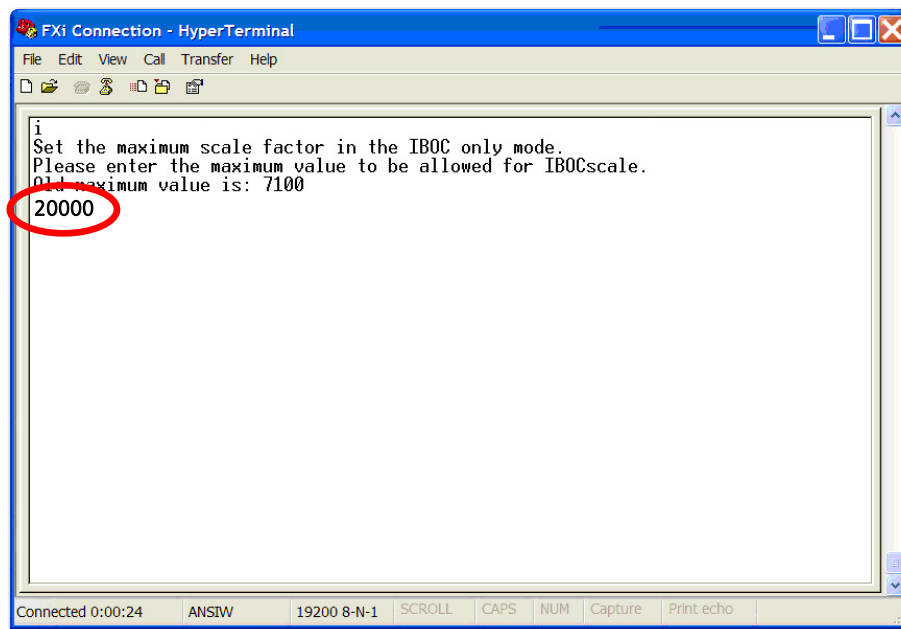 FXi Connection - HyperTerminal
File Edit View Call Transfer Help
i
Set the maximum scale factor in the IBOC only mode.
Please enter the maximum value to be allowed for IBOCscale.
Old maximum value is: 7100
20000
Connected 0:00:24 ANSIW 19200 8-N-1 SCROLL CAPS NUM Capture Print echo